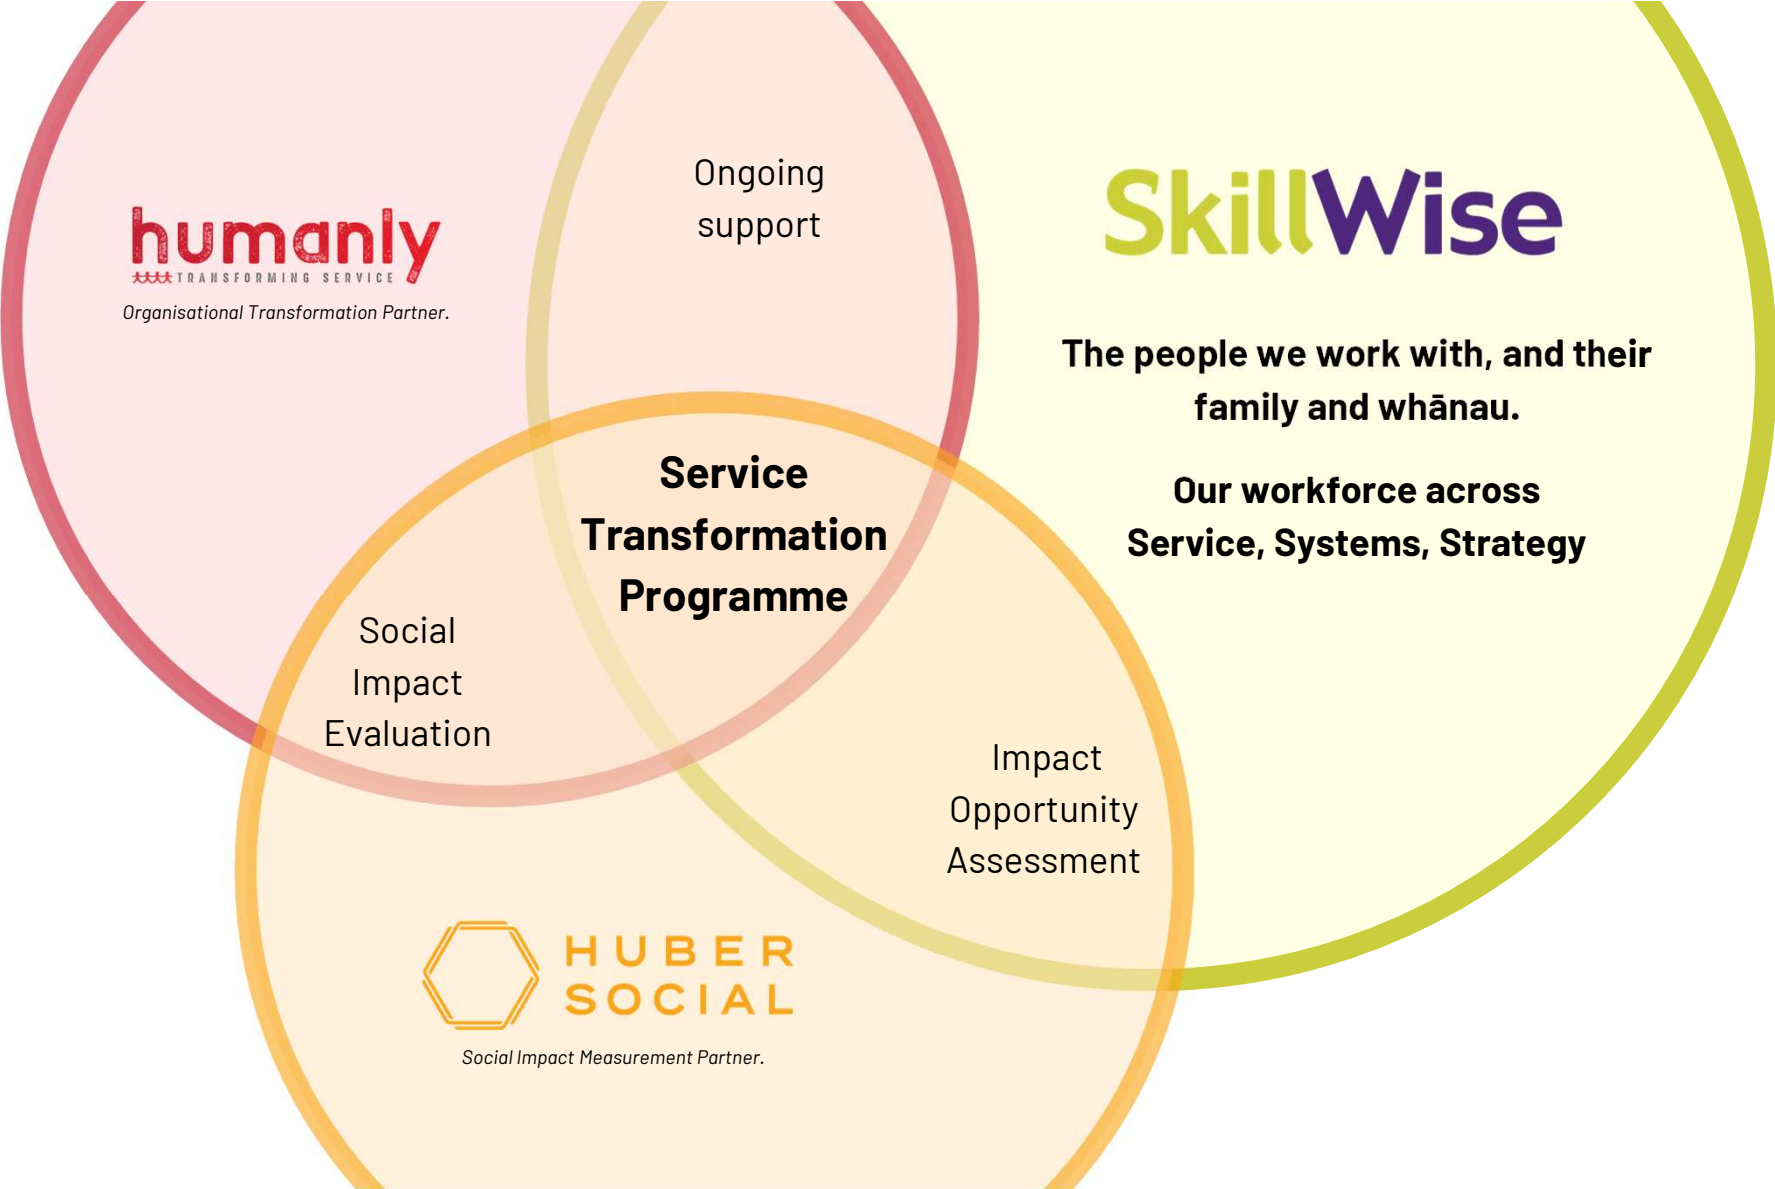 Ongoing
support
humanly
TRANSFORMING SERVICE
Organisational Transformation Partner.
SkillWise
The people we work with, and their
family and whānau.
Our workforce across
Service, Systems, Strategy
Service
Transformation
Programme
Social
Impact
Evaluation
Impact
Opportunity
Assessment
HUBER
SOCIAL
Social Impact Measurement Partner.